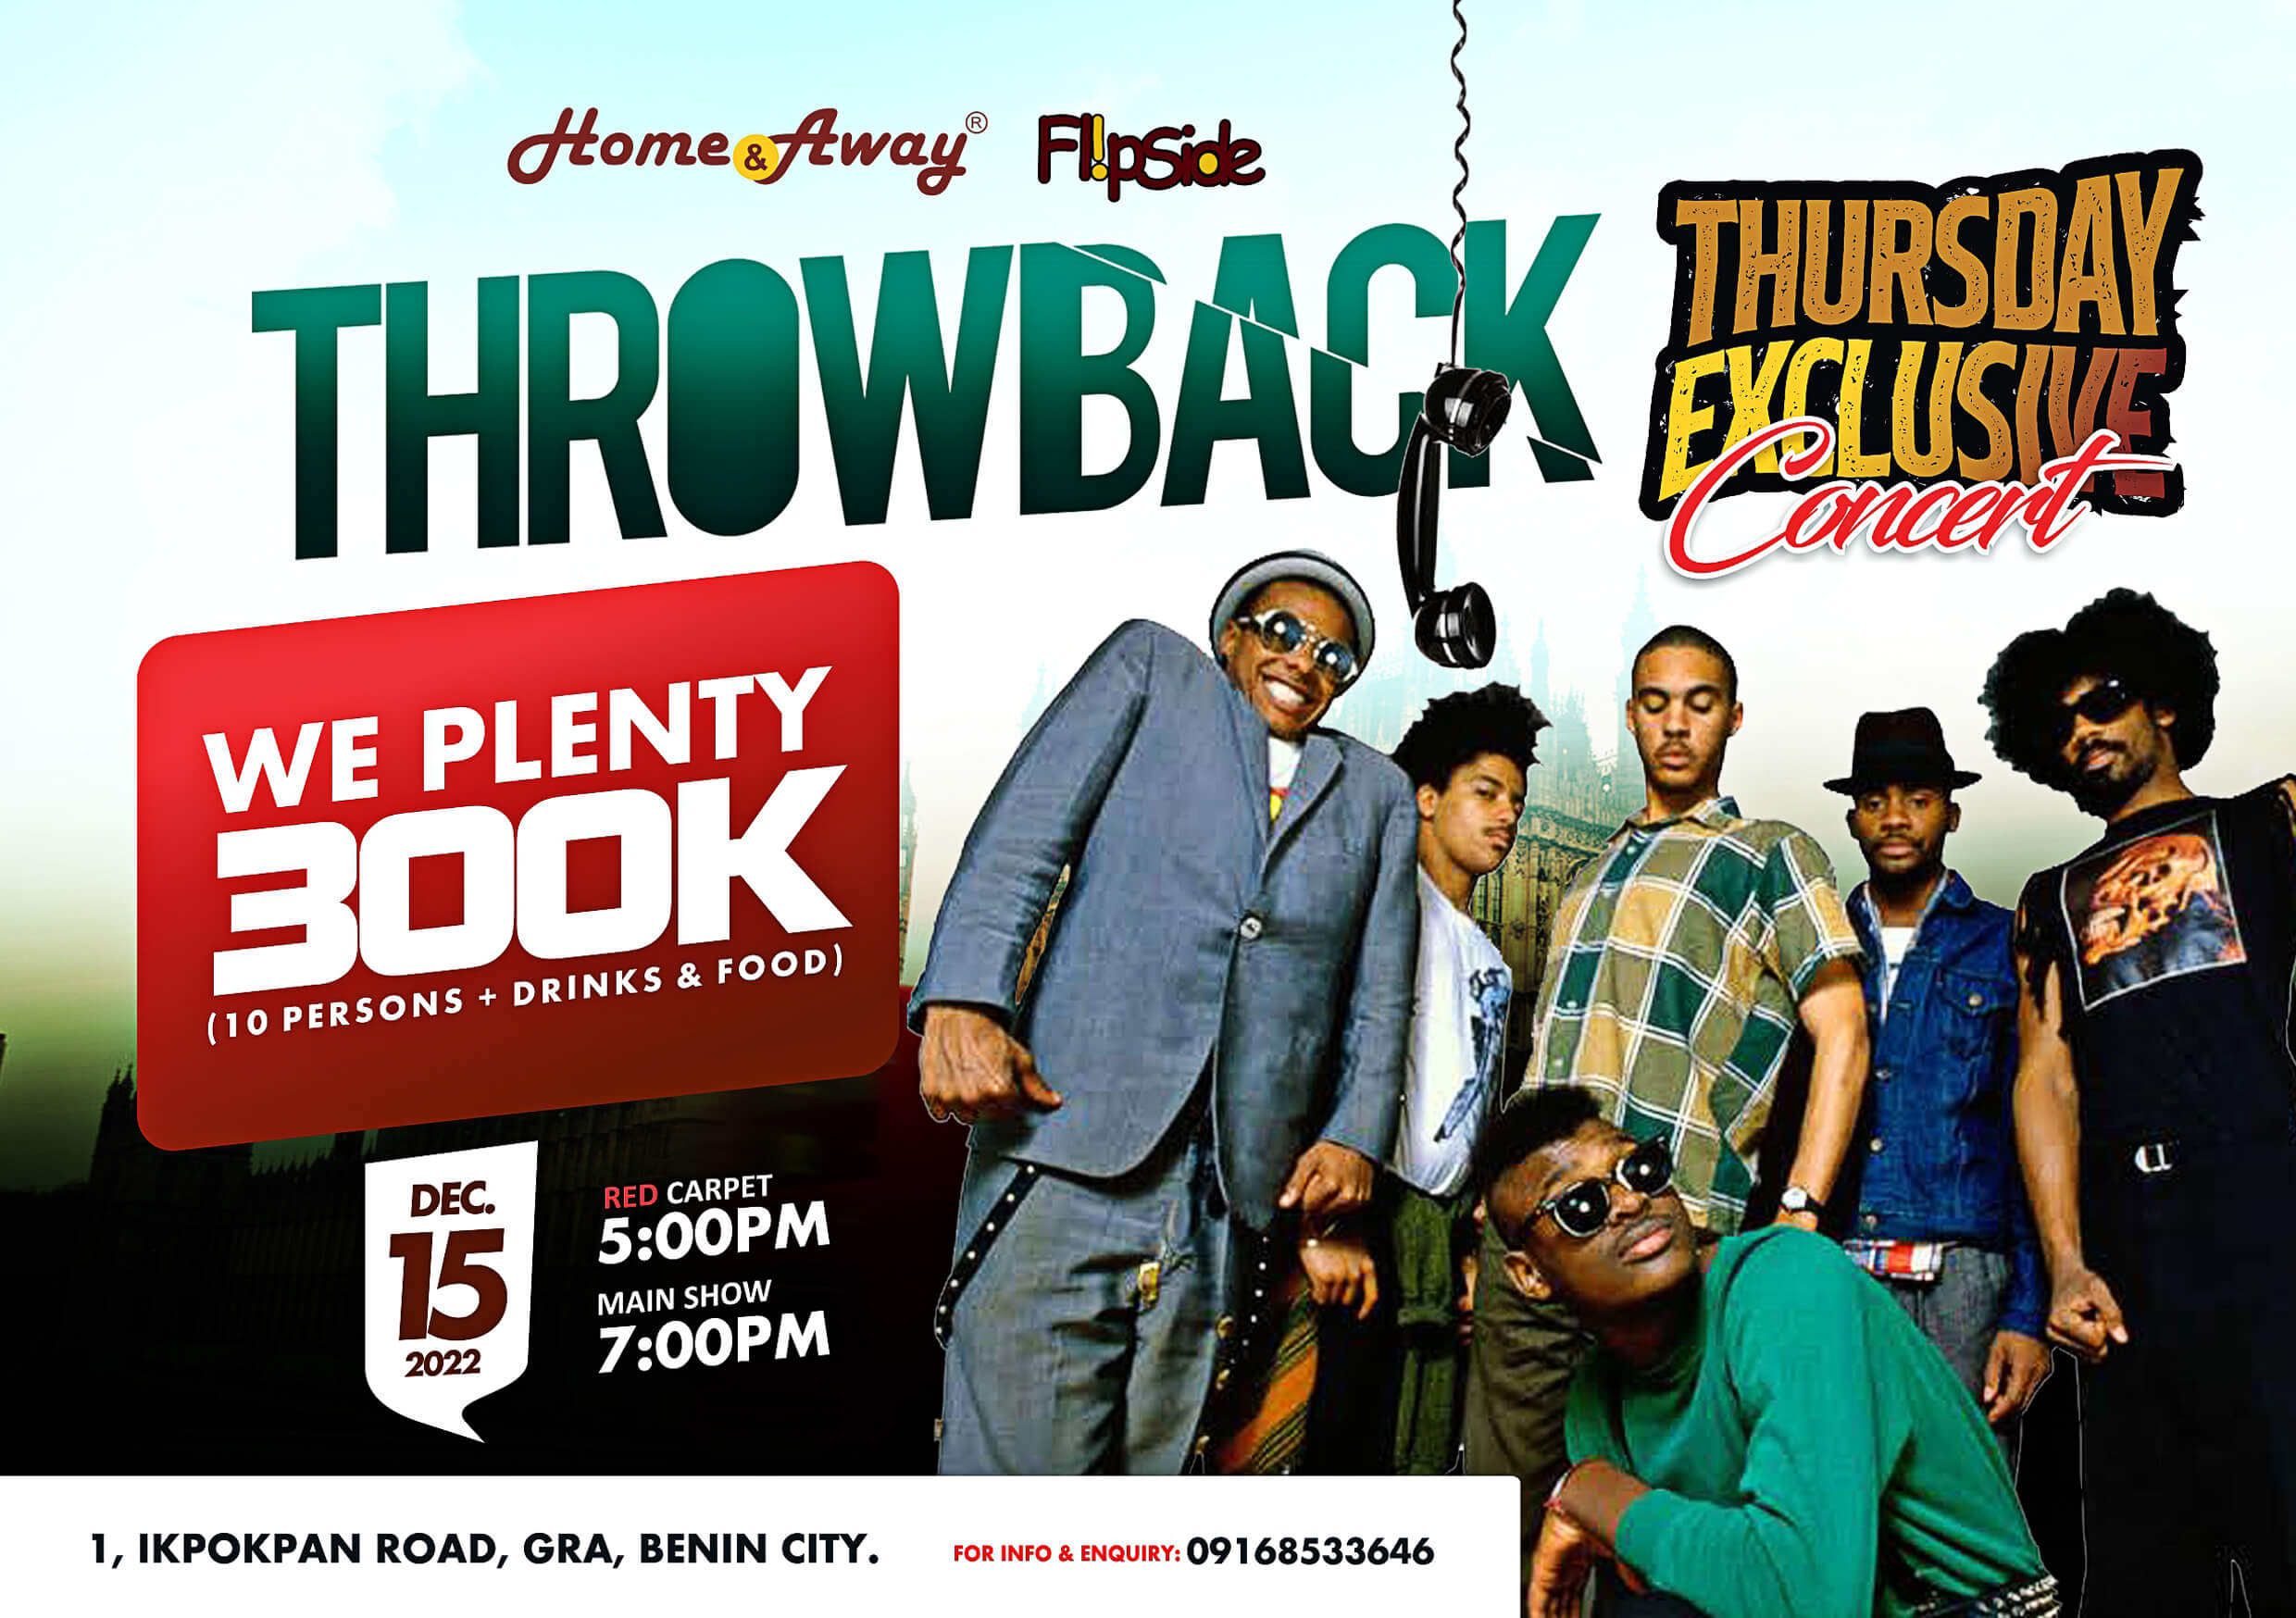 Home & Away®
Fl!pSide
THROWBACK
THURSDAY
EXCLUSIVE
Concert
WE PLENTY
300K
(10 PERSONS + DRINKS & FOOD)
DEC.
15
2022
RED CARPET
5:00PM
MAIN SHOW
7:00PM
1, IKPOKPAN ROAD, GRA, BENIN CITY.
FOR INFO & ENQUIRY: 09168533646